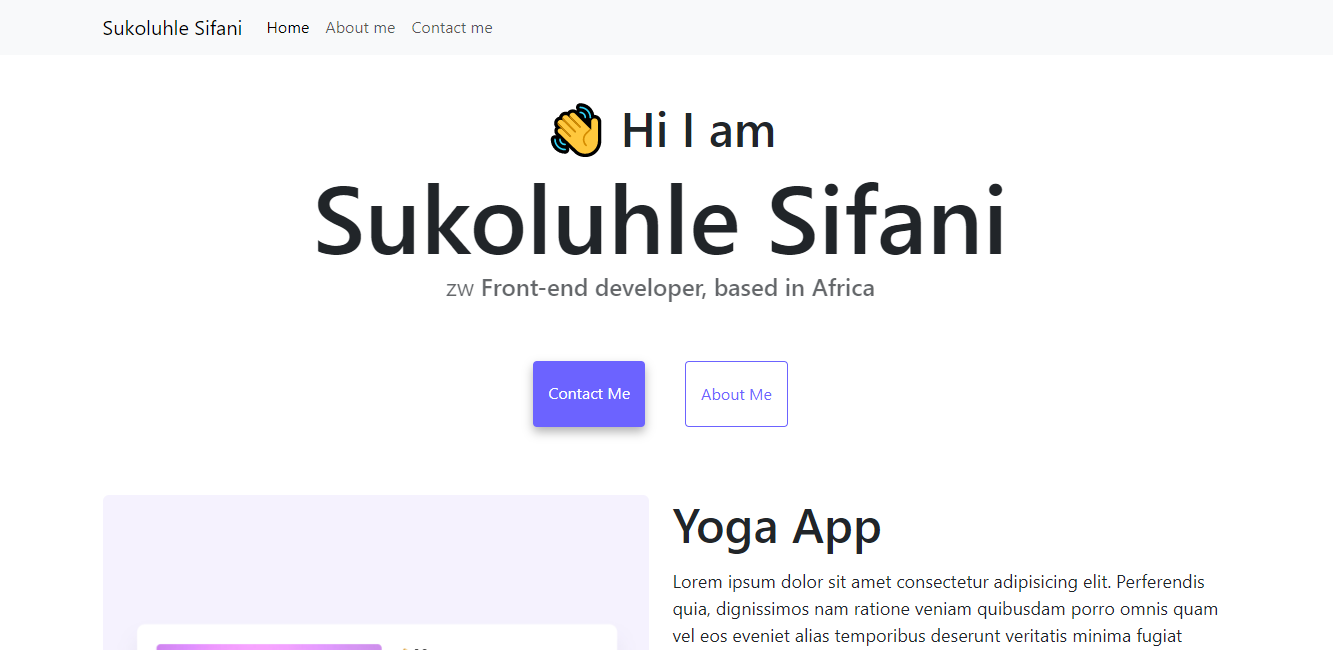 Sukoluhle Sifani Home About me Contact me
👋 Hi I am
Sukoluhle Sifani
zw Front-end developer, based in Africa
Contact Me About Me
Yoga App
Lorem ipsum dolor sit amet consectetur adipisicing elit. Perferendis
quia, dignissimos nam ratione veniam quibusdam porro omnis quam
vel eos eveniet alias temporibus deserunt veritatis minima fugiat